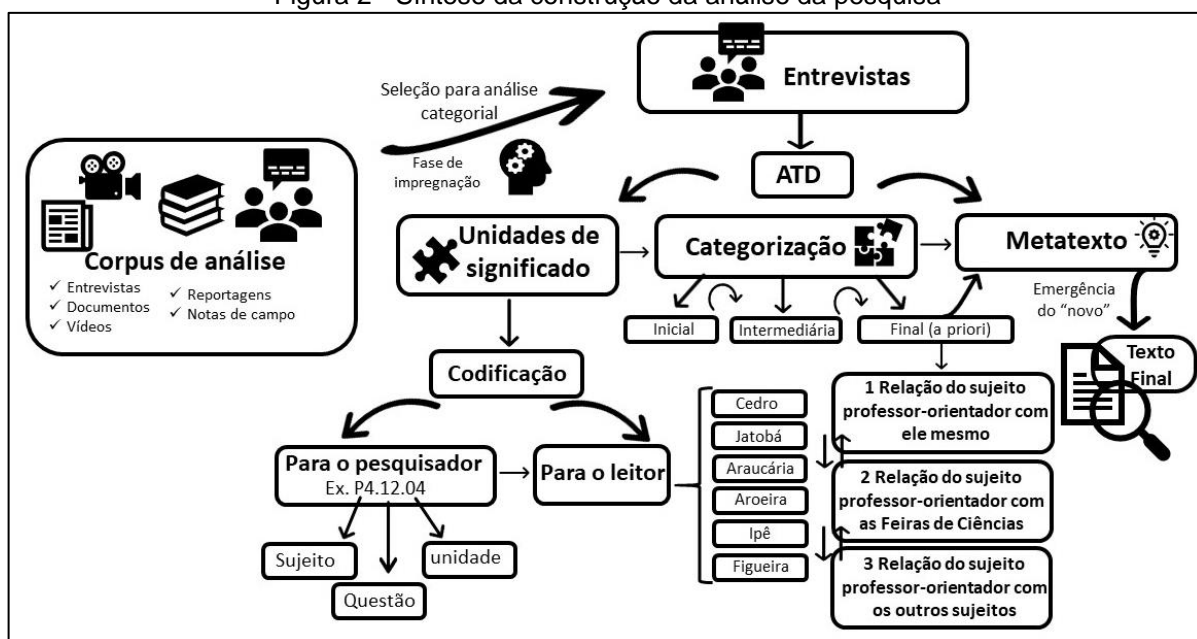 Figura 2 - Síntese da construção da análise da pesquisa
Entrevistas
Seleção para análise
categorial
Fase de
impregnação
ATD
Corpus de análise
✓ Entrevistas
✓ Documentos
✓ Vídeos
✓ Reportagens
✓ Notas de campo
Unidades de
significado
Categorização
Metatexto
Inicial
Intermediária
Final (a priori)
Emergência
do “novo”
Texto
Final
Codificação
Para o pesquisador
Ex. P4.12.04
Para o leitor
Sujeito
Questão
unidade
Cedro
Jatobá
Araucária
Aroeira
Ipê
Figueira
1 Relação do sujeito
professor-orientador com
ele mesmo
2 Relação do sujeito
professor-orientador com
as Feiras de Ciências
3 Relação do sujeito
professor-orientador com
os outros sujeitos